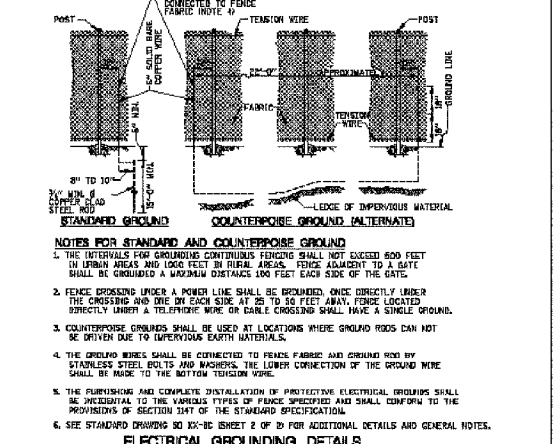 CONNECTED TO FENCE
FABRIC (NOTE 4)
POST
TENSION WIRE
POST
6" SOLID BARE
COPPER WIRE
22'-0" APPROXIMATELY
GROUND LINE
FABRIC
TENSION
WIRE
18"
18"
6" MIN.
8" TO 10"
MIN. Ø
COPPER CLAD
STEEL ROD
LEDGE OF IMPERVIOUS MATERIAL
STANDARD GROUND
COUNTERPOISE GROUND (ALTERNATE)
NOTES FOR STANDARD AND COUNTERPOISE GROUND
1. THE INTERVALS FOR GROUNDING CONTINUOUS FENCING SHALL NOT EXCEED 500 FEET
IN URBAN AREAS AND 1,000 FEET IN RURAL AREAS. FENCE ADJACENT TO A GATE
SHALL BE GROUNDED A MAXIMUM DISTANCE 100 FEET EACH SIDE OF THE GATE.
2. FENCE CROSSING UNDER A POWER LINE SHALL BE GROUNDED, ONCE DIRECTLY UNDER
THE CROSSING AND ONE ON EACH SIDE AT 25 TO 50 FEET AWAY. FENCE LOCATED
DIRECTLY UNDER A TELEPHONE WIRE OR CABLE CROSSING SHALL HAVE A SINGLE GROUND.
3. COUNTERPOISE GROUNDS SHALL BE USED AT LOCATIONS WHERE GROUND RODS CAN NOT
BE DRIVEN DUE TO IMPERVIOUS EARTH MATERIALS.
4. THE GROUND WIRES SHALL BE CONNECTED TO FENCE FABRIC AND GROUND ROD BY
STAINLESS STEEL BOLTS AND WASHERS. THE LOWER CONNECTION OF THE GROUND WIRE
SHALL BE MADE TO THE BOTTOM TENSION WIRE.
5. THE FURNISHING AND COMPLETE INSTALLATION OF PROTECTIVE ELECTRICAL GROUNDS SHALL
BE INCIDENTAL TO THE VARIOUS TYPES OF FENCE SPECIFIED AND SHALL CONFORM TO THE
PROVISIONS OF SECTION 1147 OF THE STANDARD SPECIFICATION.
6. SEE STANDARD DRAWING SO XX-BC (SHEET 2 OF 2) FOR ADDITIONAL DETAILS AND GENERAL NOTES.
ELECTRICAL GROUNDING DETAILS